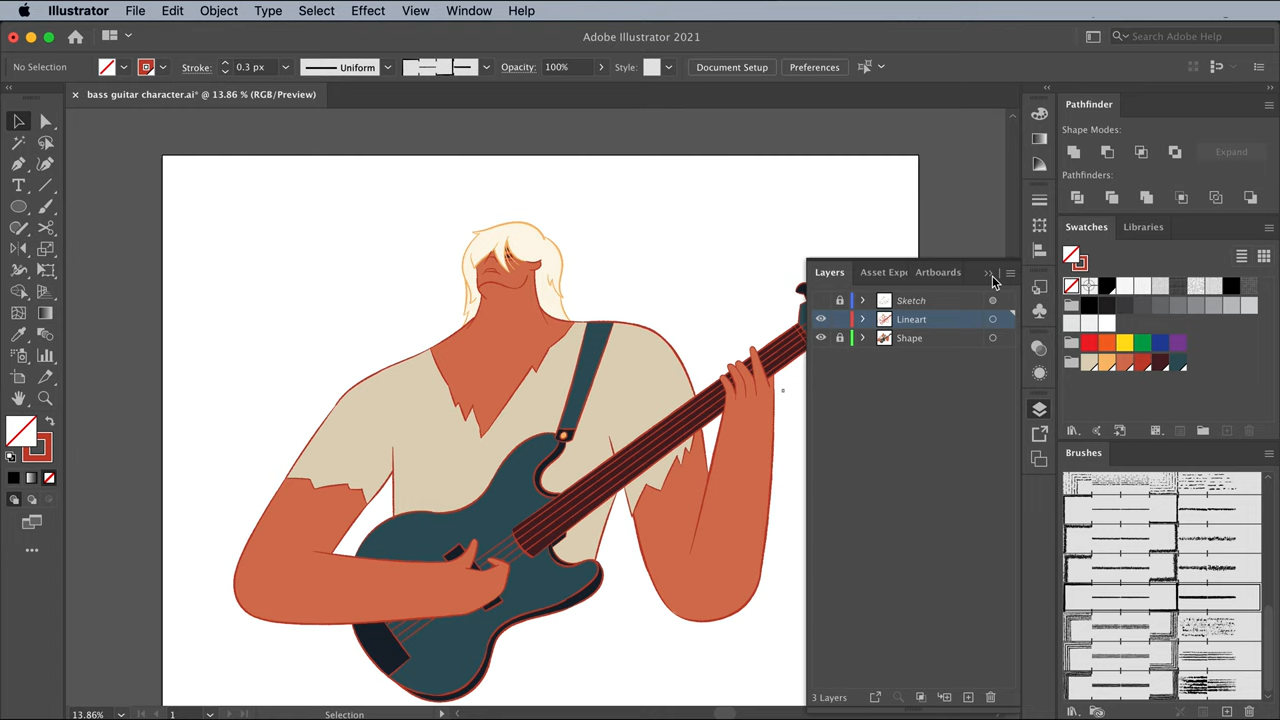 Illustrator File Edit Object Type Select Effect View Window Help
Adobe Illustrator 2021
Search Adobe Help
No Selection
Stroke:
0.3 px
Uniform
Opacity:
100%
Style:
Document Setup
Preferences
bass guitar character.ai* @ 13.86 % (RGB/Preview)
Pathfinder
Shape Modes:
Expand
Pathfinders:
Swatches
Libraries
Layers
Asset Expo
Artboards
Sketch
Lineart
Shape
Brushes
3 Layers
13.86%
1
Selection